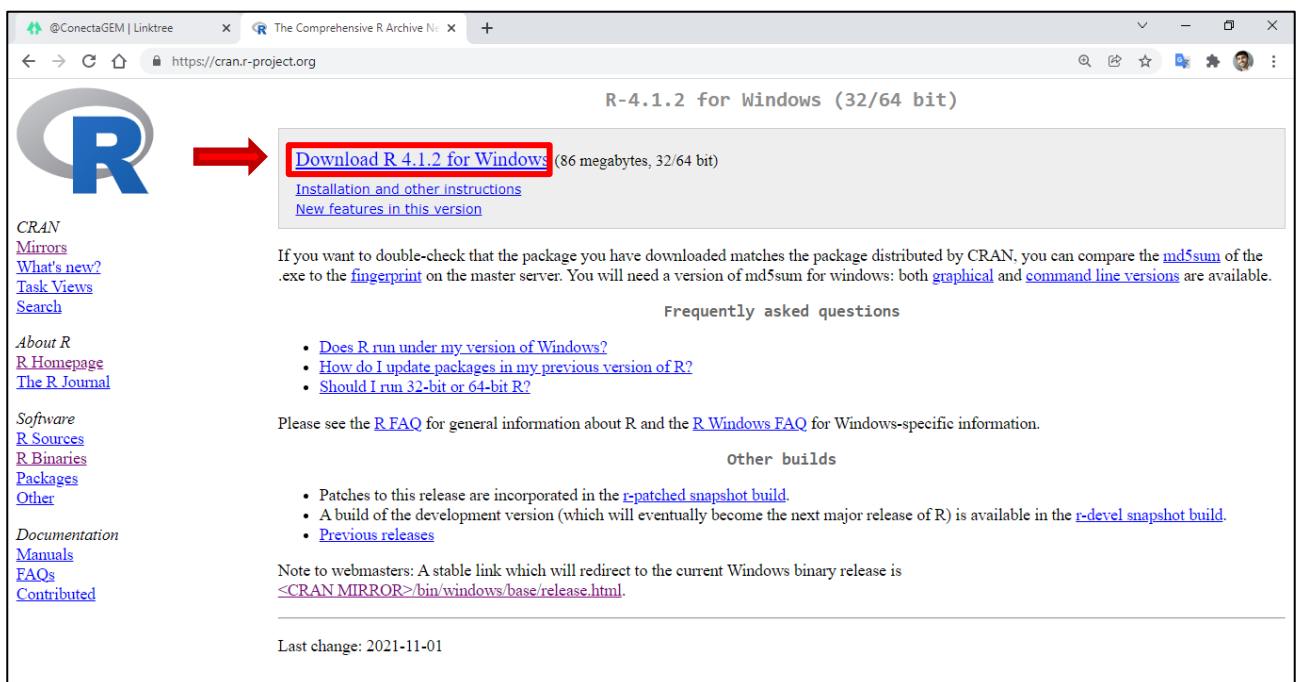 @ConectaGEM | Linktree
The Comprehensive R Archive Ne
https://cran.r-project.org
R
R-4.1.2 for Windows (32/64 bit)
Download R 4.1.2 for Windows (86 megabytes, 32/64 bit)
Installation and other instructions
New features in this version
CRAN
Mirrors
What's new?
Task Views
Search
About R
R Homepage
The R Journal
Software
R Sources
R Binaries
Packages
Other
Documentation
Manuals
FAQs
Contributed
If you want to double-check that the package you have downloaded matches the package distributed by CRAN, you can compare the md5sum of the
.exe to the fingerprint on the master server. You will need a version of md5sum for windows: both graphical and command line versions are available.
Frequently asked questions
• Does R run under my version of Windows?
• How do I update packages in my previous version of R?
• Should I run 32-bit or 64-bit R?
Please see the R FAQ for general information about R and the R Windows FAQ for Windows-specific information.
Other builds
• Patches to this release are incorporated in the r-patched snapshot build.
• A build of the development version (which will eventually become the next major release of R) is available in the r-devel snapshot build.
• Previous releases
Note to webmasters: A stable link which will redirect to the current Windows binary release is
<CRAN MIRROR>/bin/windows/base/release.html.
Last change: 2021-11-01